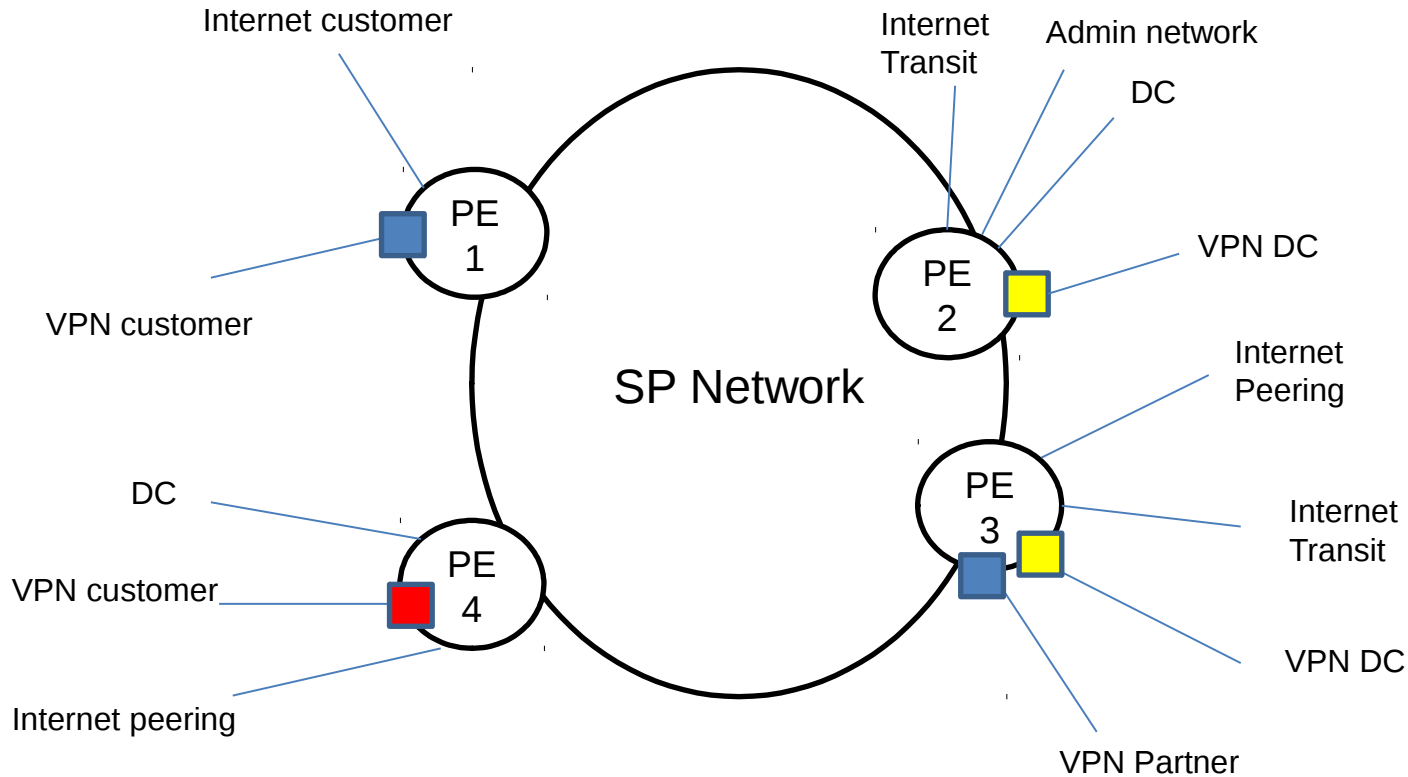 Internet customer
Internet
Transit
Admin network
DC
PE
1
VPN customer
PE
2
VPN DC
SP Network
Internet
Peering
DC
PE
3
Internet
Transit
VPN customer
PE
4
VPN DC
Internet peering
VPN Partner